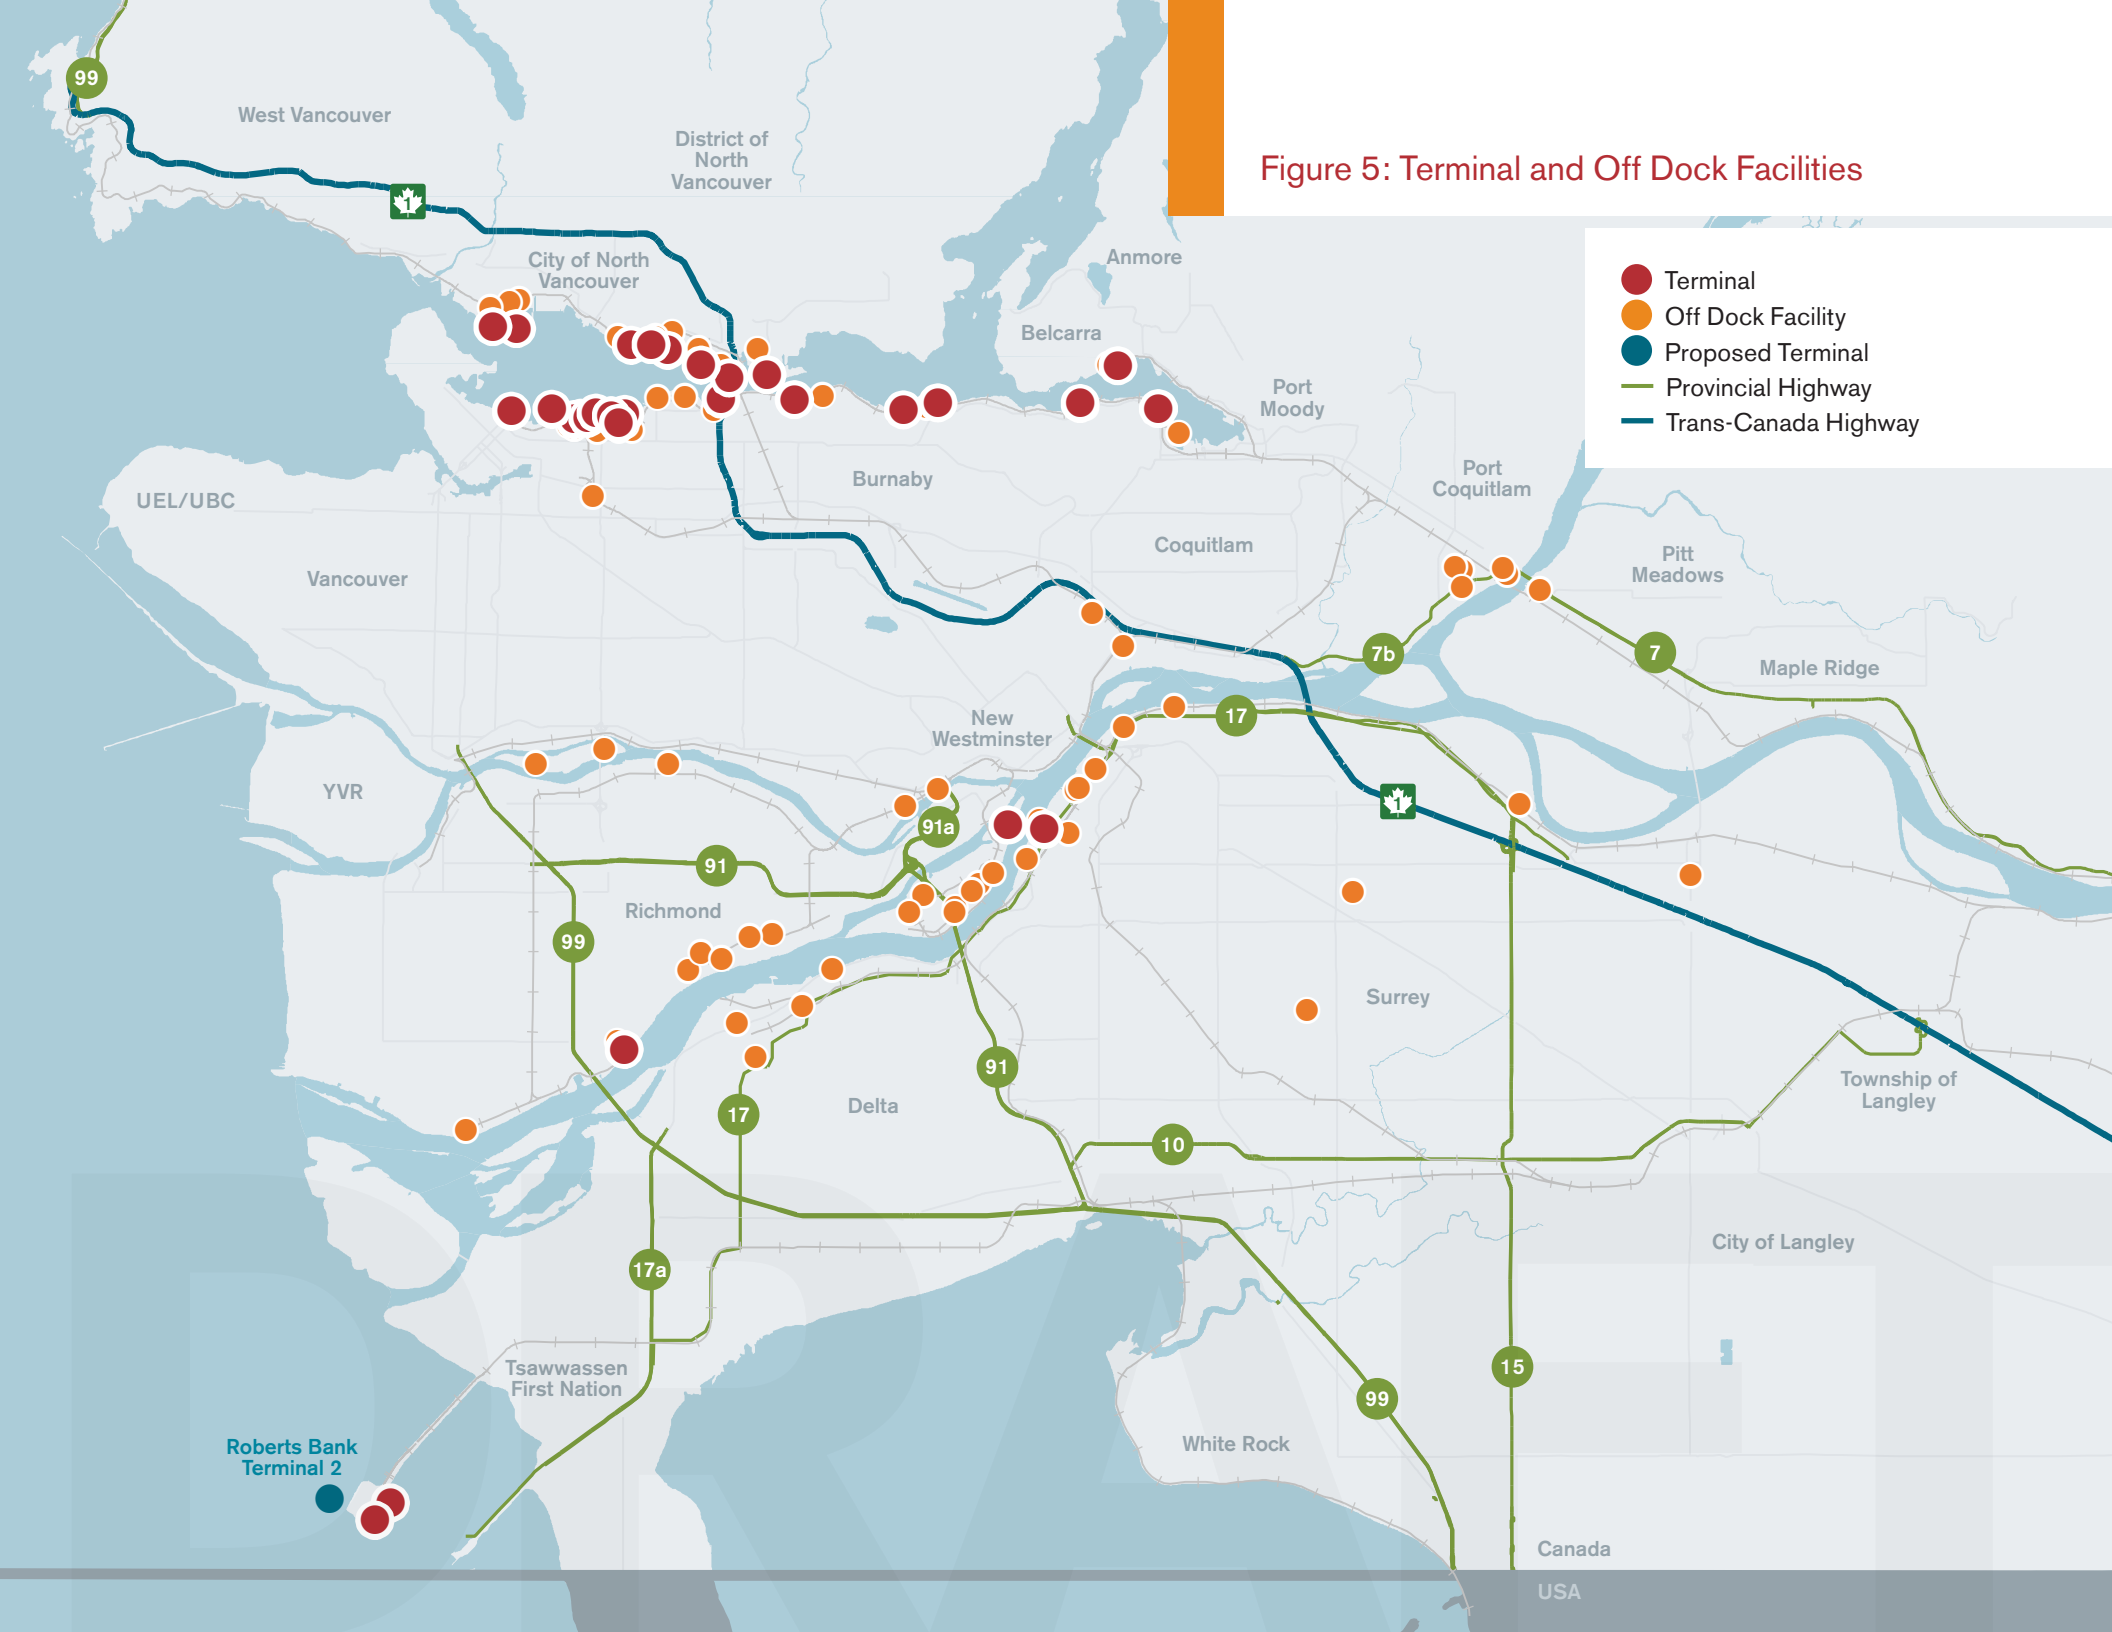 Figure 5: Terminal and Off Dock Facilities
Terminal
Off Dock Facility
Proposed Terminal
Provincial Highway
Trans-Canada Highway
99
West Vancouver
District of
North
Vancouver
1
City of North
Vancouver
Anmore
Belcarra
Port
Moody
UEL/UBC
Burnaby
Port
Coquitlam
Vancouver
Coquitlam
Pitt
Meadows
7b
7
Maple Ridge
New
Westminster
17
YVR
1
91a
91
Richmond
99
Surrey
91
Township of
Langley
17
Delta
10
17a
City of Langley
Tsawwassen
First Nation
15
99
White Rock
Roberts Bank
Terminal 2
Canada
USA
DRAFT